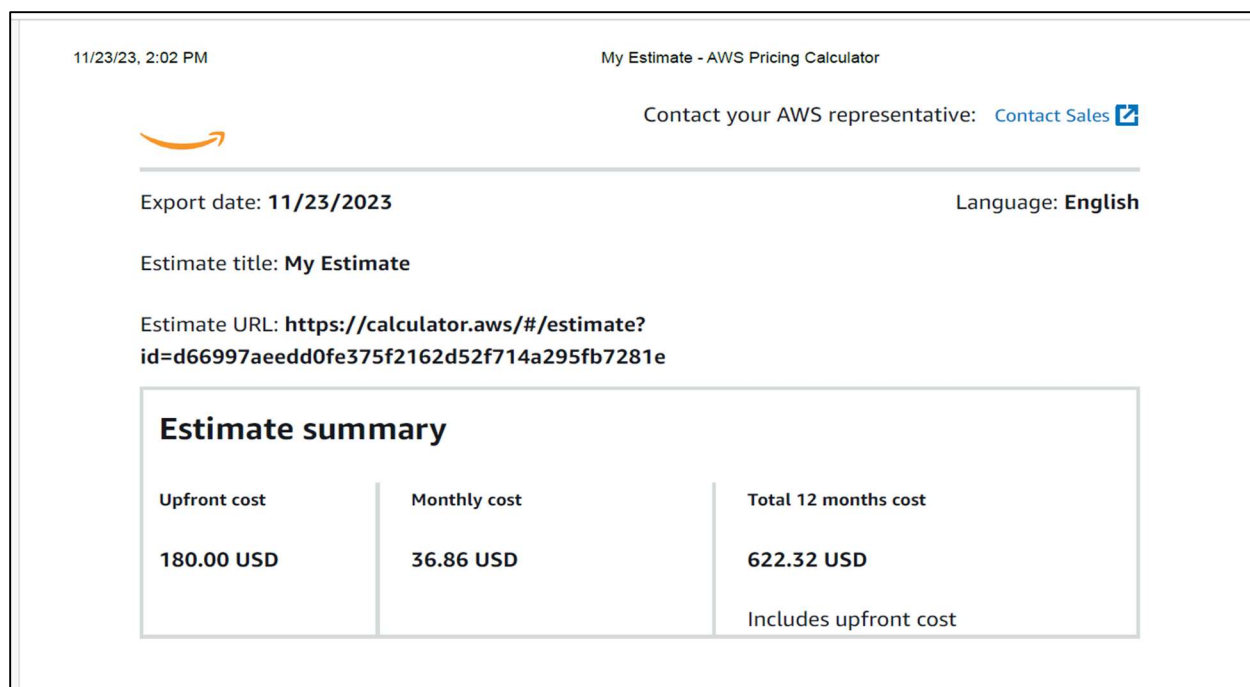 11/23/23, 2:02 PM My Estimate - AWS Pricing Calculator
Contact your AWS representative: Contact Sales
Export date: 11/23/2023 Language: English
Estimate title: My Estimate
Estimate URL: https://calculator.aws/#/estimate?
id=d66997aeedd0fe375f2162d52f714a295fb7281e
Estimate summary
Upfront cost Monthly cost Total 12 months cost
180.00 USD 36.86 USD 622.32 USD
Includes upfront cost